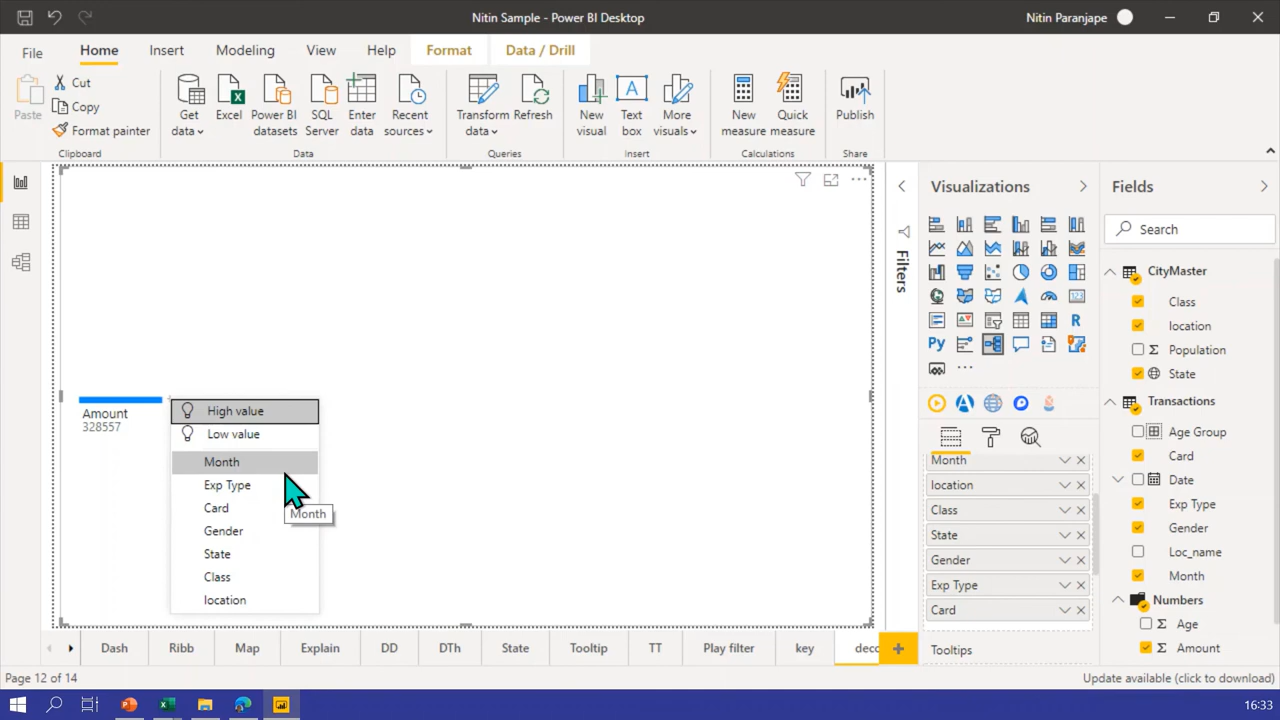 Nitin Sample - Power BI Desktop
Nitin Paranjape
File
Home
Insert
Modeling
View
Help
Format
Data / Drill
Paste
Cut
Copy
Format painter
Clipboard
Get data
Excel
Power BI datasets
SQL Server
Enter data
Recent sources
Data
Transform data
Refresh
Queries
New visual
Text box
More visuals
Insert
New measure
Quick measure
Calculations
Publish
Share
Amount
328557
High value
Low value
Month
Exp Type
Card
Gender
State
Class
location
Month
Filters
Visualizations
R
Py
123
Month
location
Class
State
Gender
Exp Type
Card
Tooltips
Fields
Search
CityMaster
Class
location
Population
State
Transactions
Age Group
Card
Date
Exp Type
Gender
Loc_name
Month
Numbers
Age
Amount
Dash
Ribb
Map
Explain
DD
DTh
State
Tooltip
TT
Play filter
key
deco
Page 12 of 14
Update available (click to download)
16:33